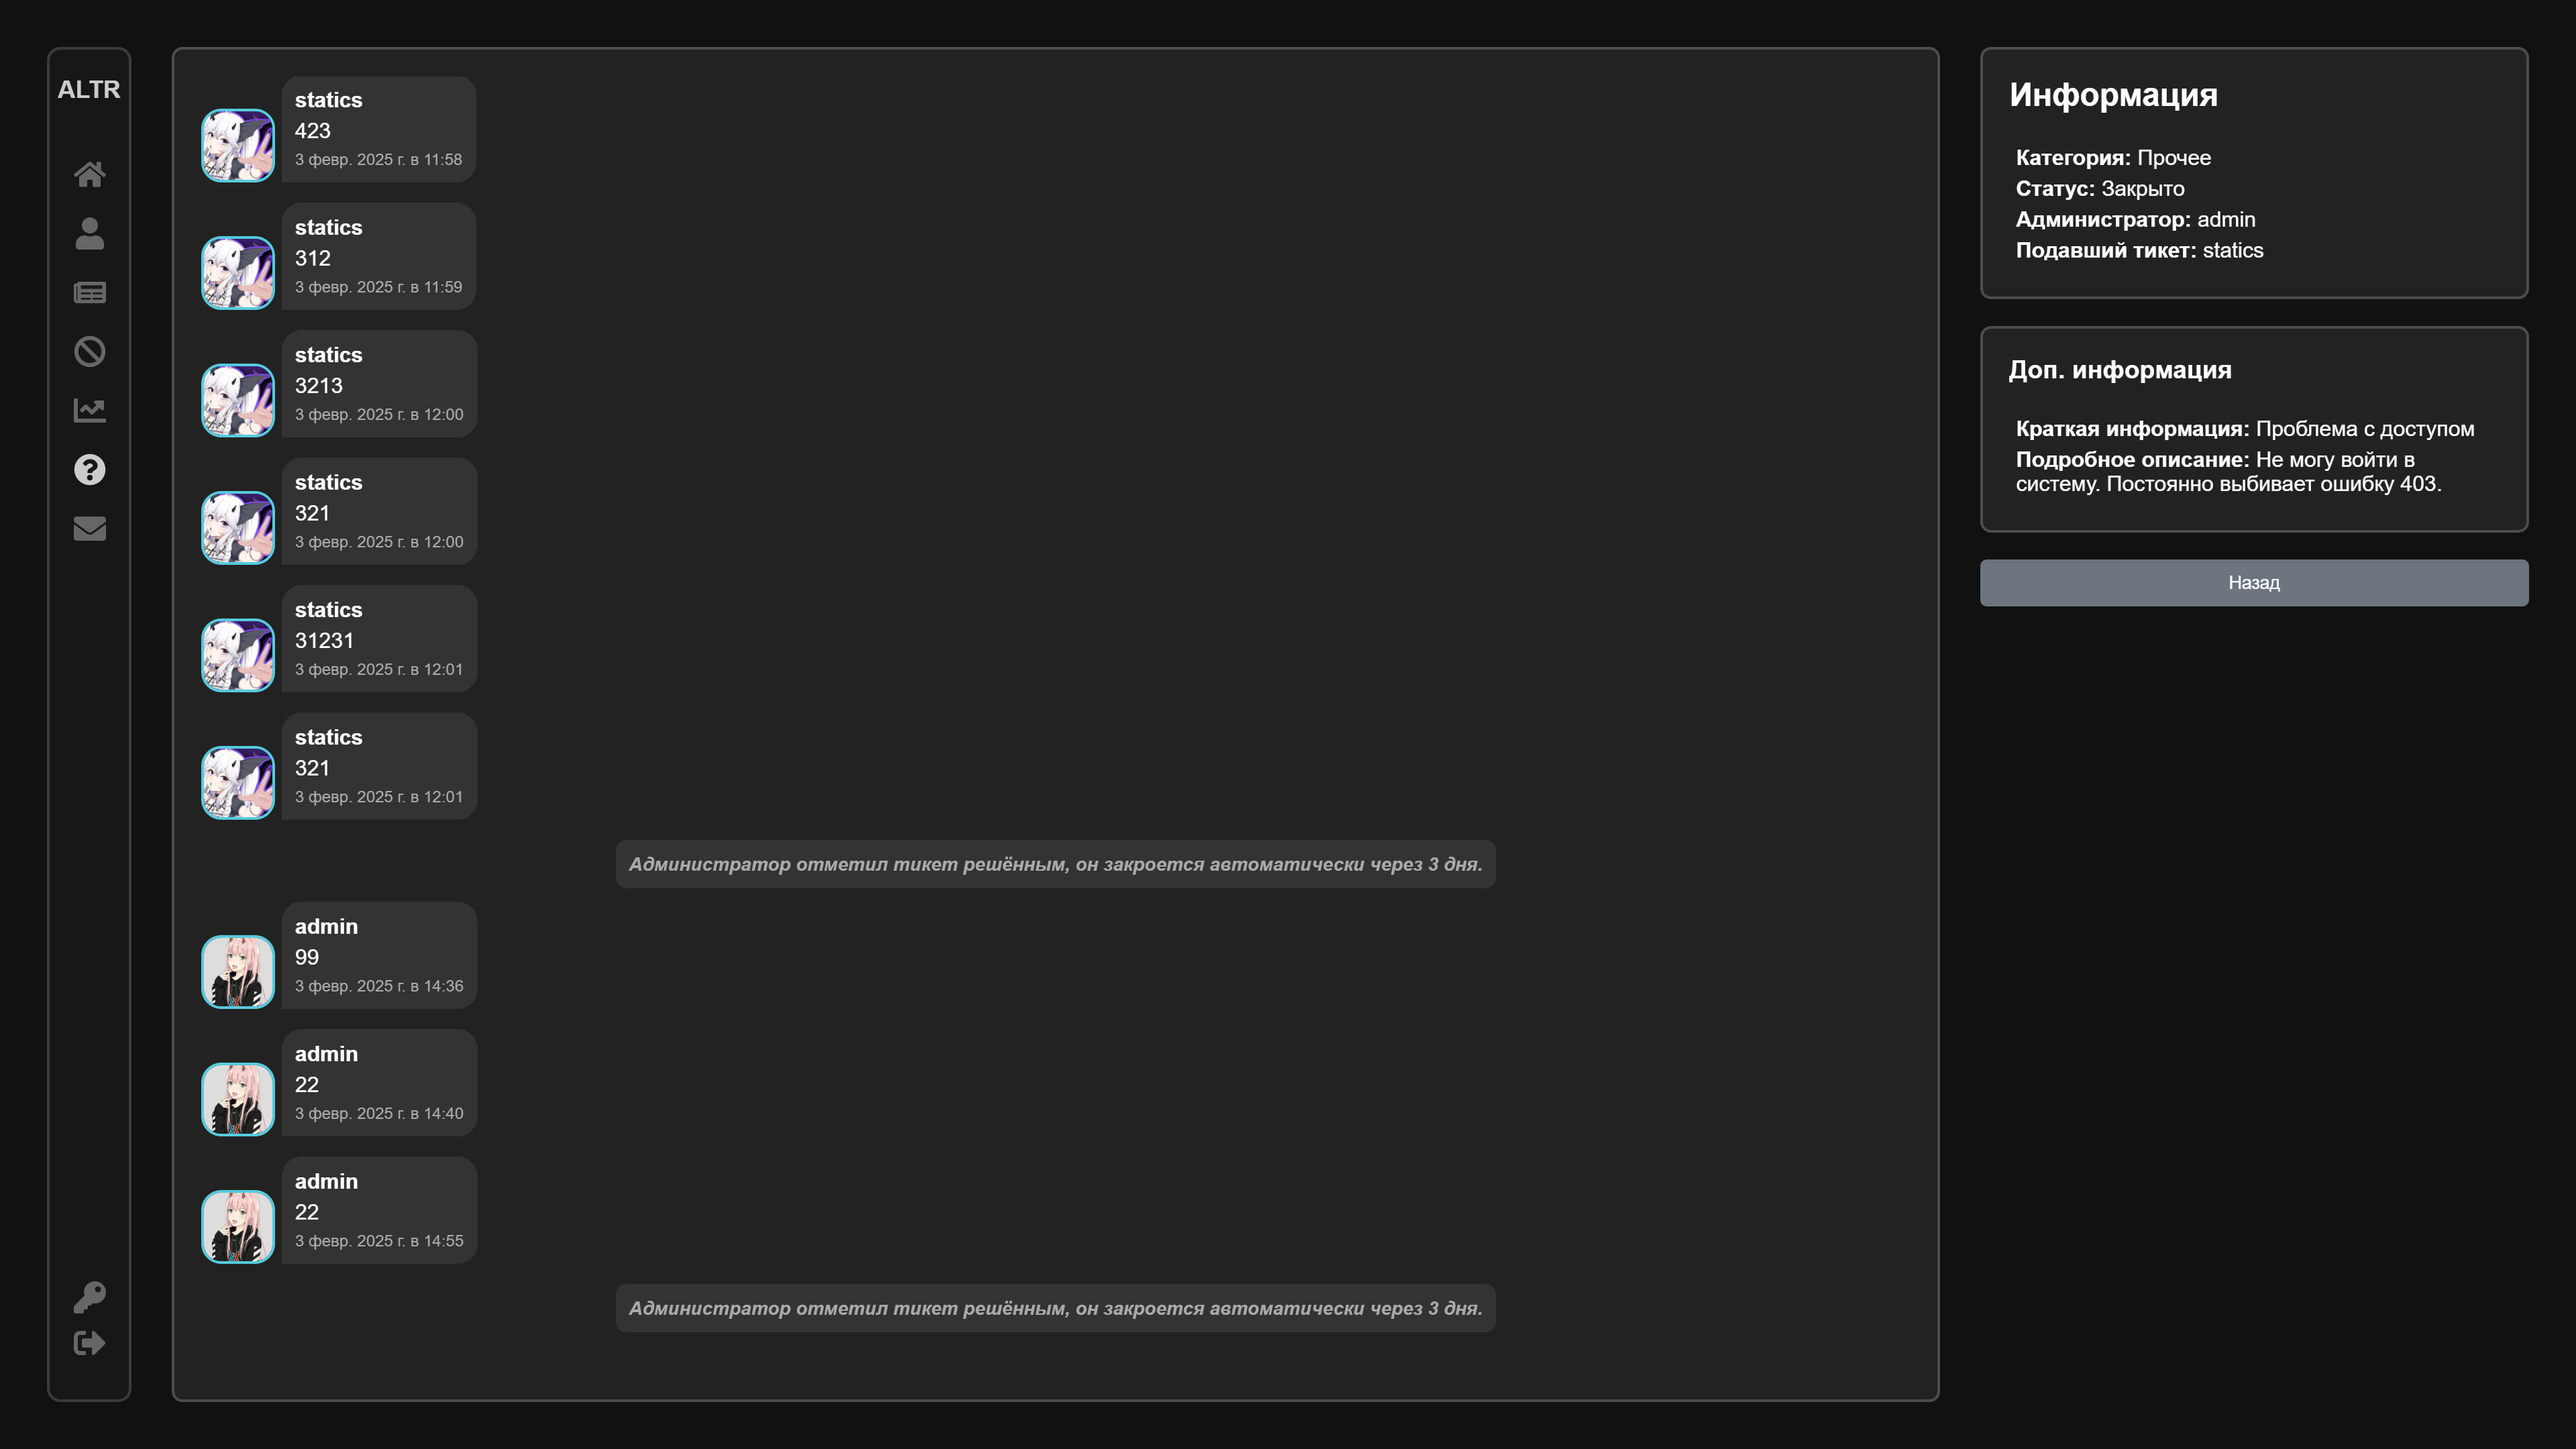 ALTR
statics
423
3 февр. 2025 г. в 11:58
statics
312
3 февр. 2025 г. в 11:59
statics
3213
3 февр. 2025 г. в 12:00
statics
321
3 февр. 2025 г. в 12:00
statics
31231
3 февр. 2025 г. в 12:01
statics
321
3 февр. 2025 г. в 12:01
Администратор отметил тикет решённым, он закроется автоматически через 3 дня.
admin
99
3 февр. 2025 г. в 14:36
admin
22
3 февр. 2025 г. в 14:40
admin
22
3 февр. 2025 г. в 14:55
Администратор отметил тикет решённым, он закроется автоматически через 3 дня.
Информация
Категория: Прочее
Статус: Закрыто
Администратор: admin
Подавший тикет: statics
Доп. информация
Краткая информация: Проблема с доступом
Подробное описание: Не могу войти в
систему. Постоянно выбивает ошибку 403.
Назад